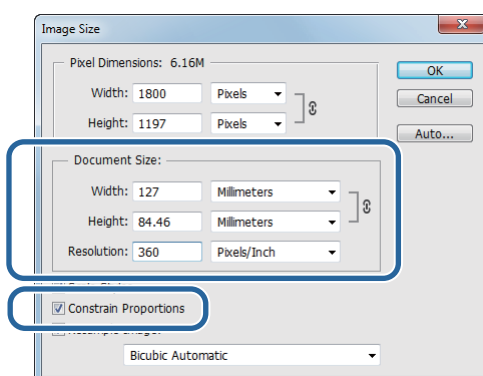 Image Size
Pixel Dimensions: 6.16M
Width: 1800 Pixels
Height: 1197 Pixels
OK
Cancel
Auto...
Document Size:
Width: 127 Millimeters
Height: 84.46 Millimeters
Resolution: 360 Pixels/Inch
Constrain Proportions
Bicubic Automatic